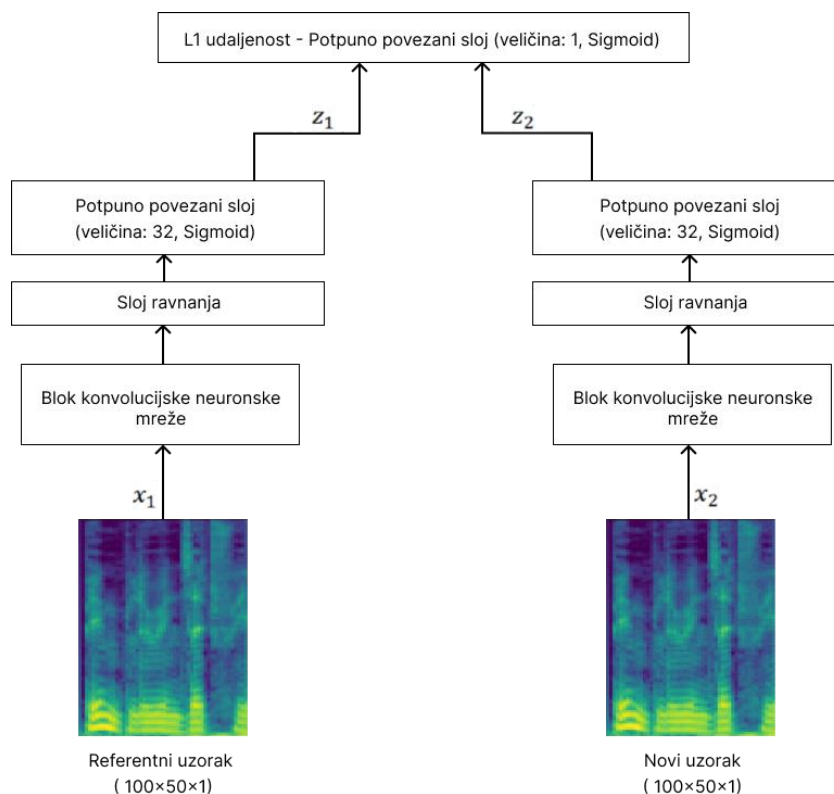 L1 udaljenost - Potpuno povezani sloj (veličina: 1, Sigmoid)
z₁
z₂
Potpuno povezani sloj
(veličina: 32, Sigmoid)
Potpuno povezani sloj
(veličina: 32, Sigmoid)
Sloj ravnanja
Sloj ravnanja
Blok konvolucijske neuronske
mreže
Blok konvolucijske neuronske
mreže
x₁
x₂
Referentni uzorak
( 100×50×1)
Novi uzorak
( 100×50×1)